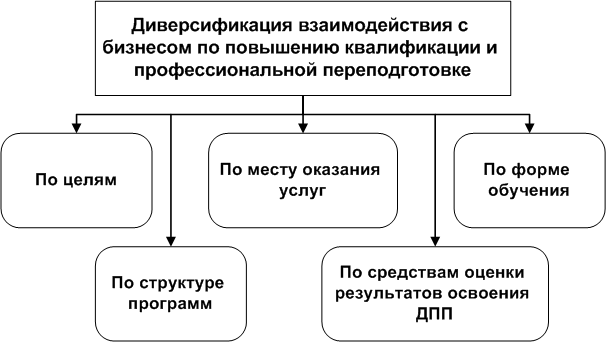 Диверсификация взаимодействия с
бизнесом по повышению квалификации и
профессиональной переподготовке
По целям
По месту оказания
услуг
По форме
обучения
По структуре
программ
По средствам оценки
результатов освоения
ДПП